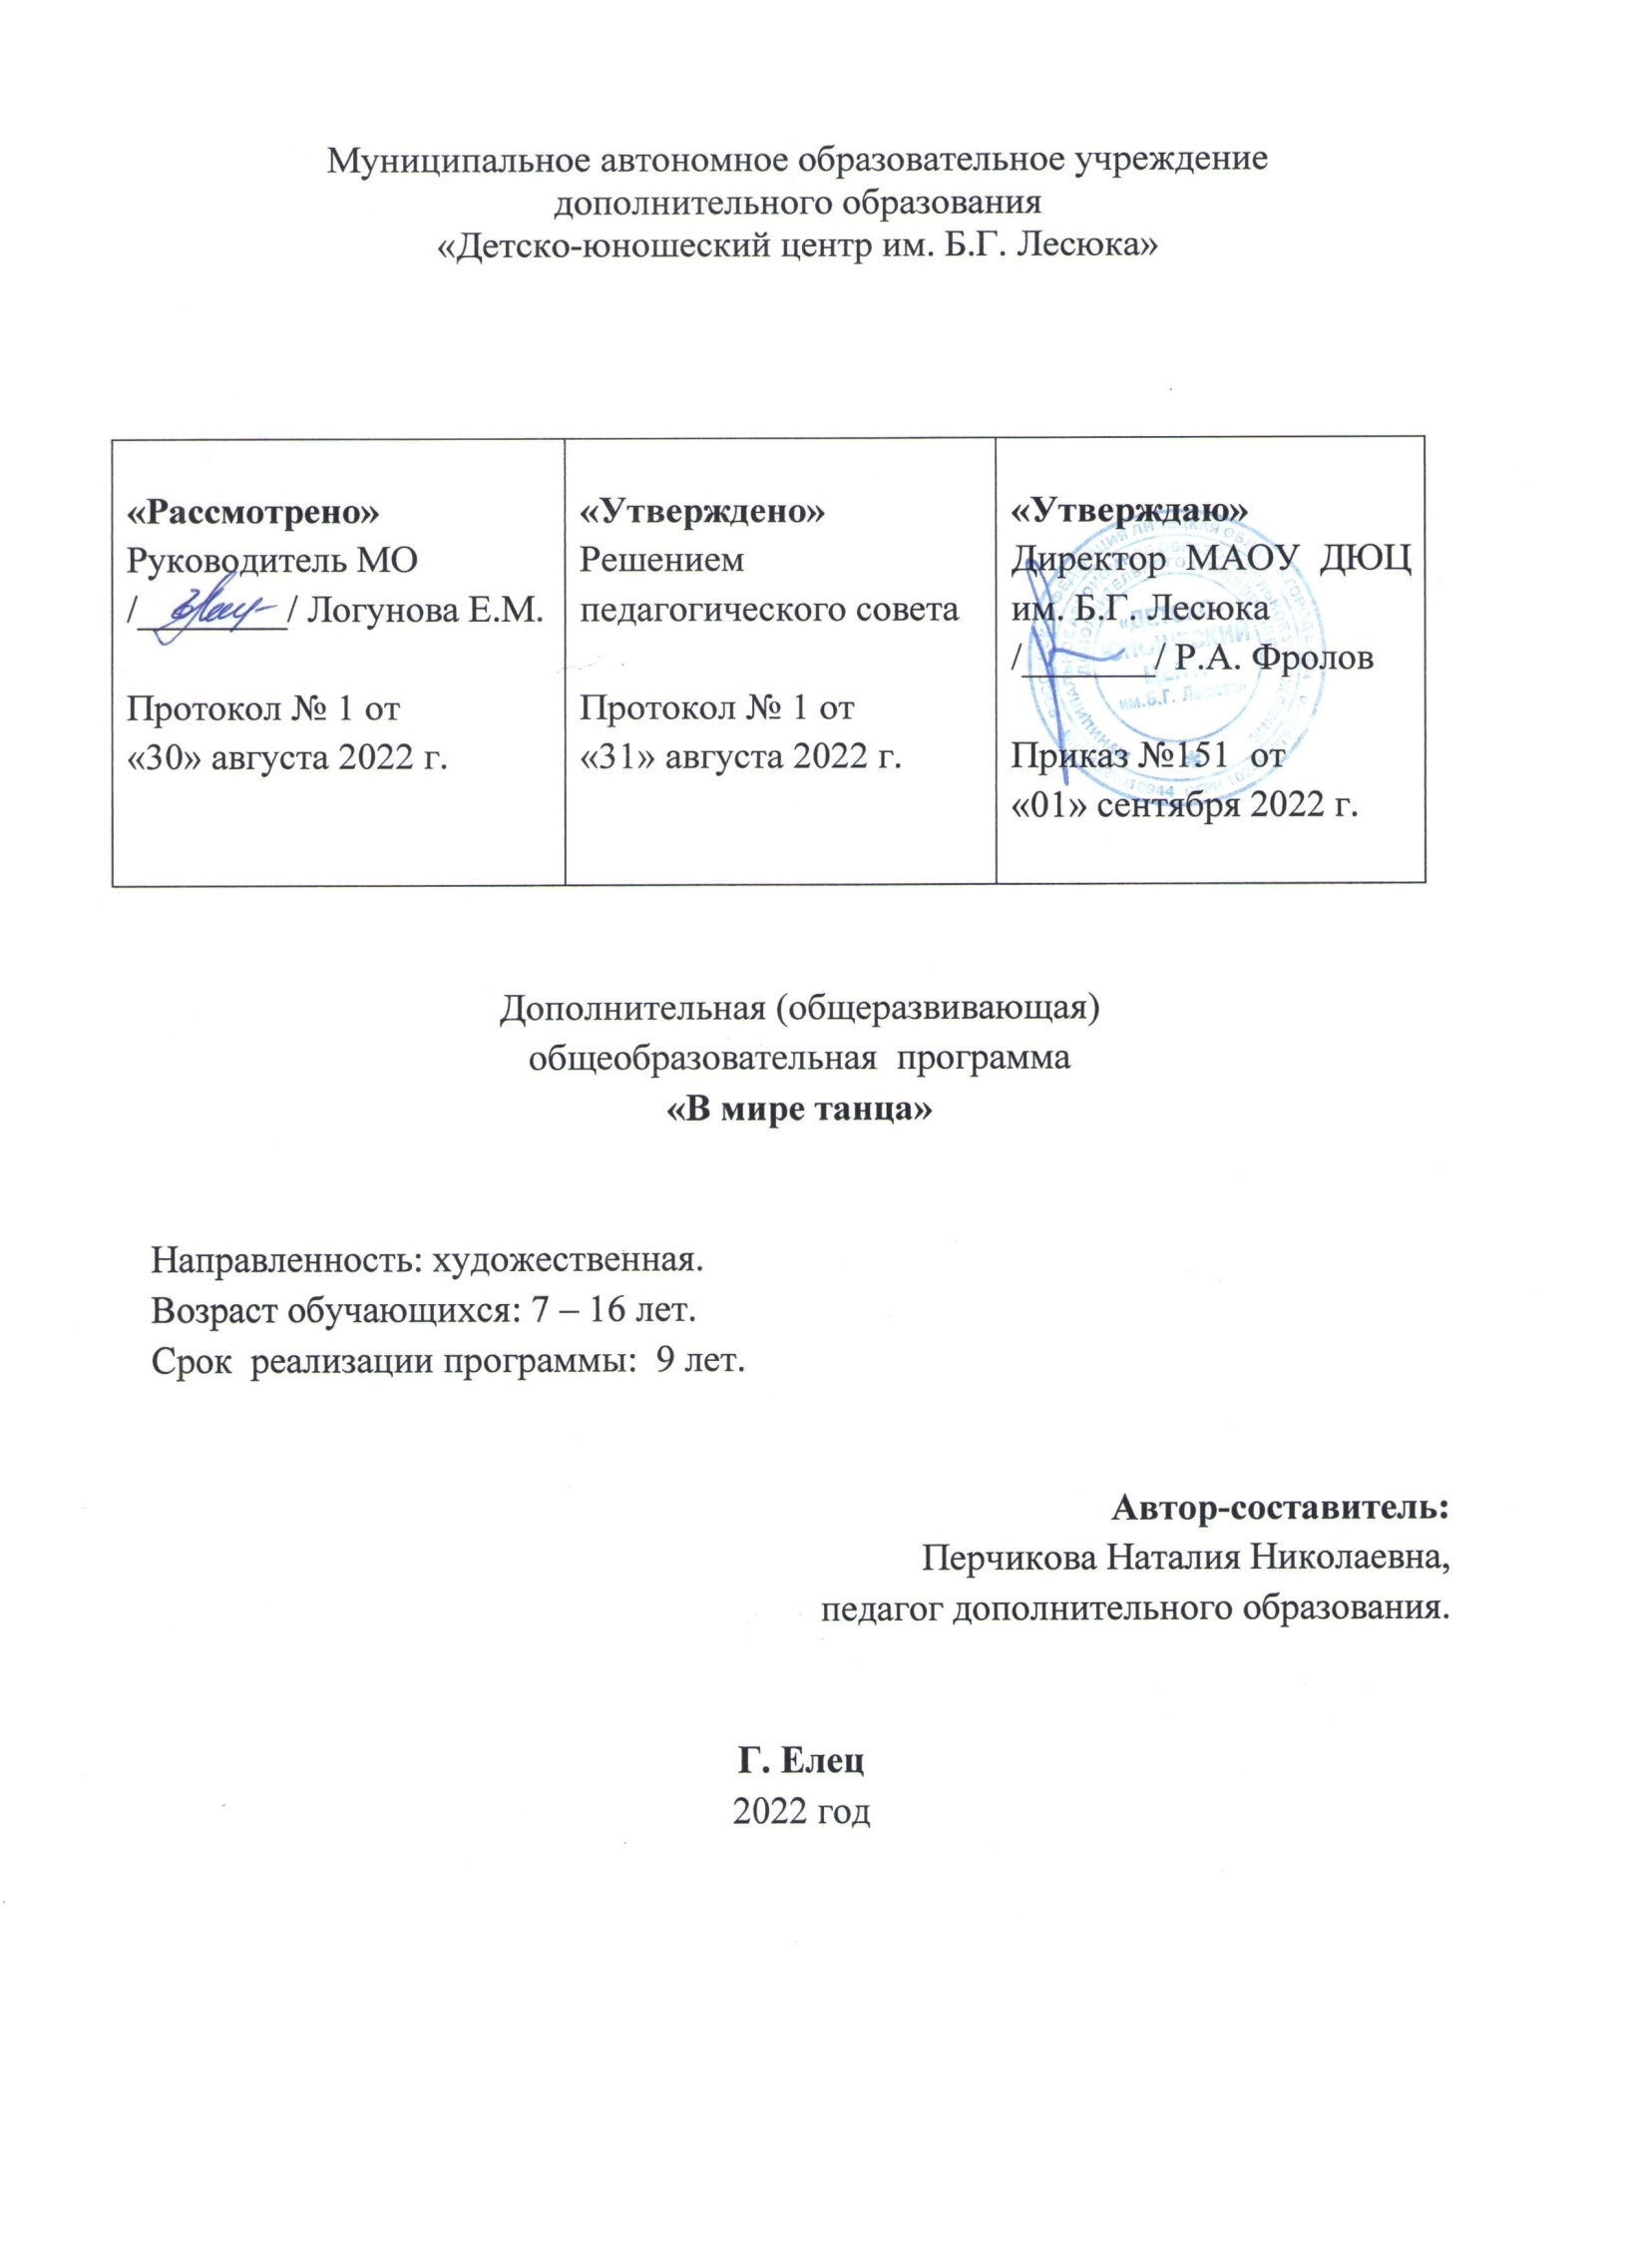 Муниципальное автономное образовательное учреждение
дополнительного образования
«Детско-юношеский центр им. Б.Г. Лесюка»
«Рассмотрено»
Руководитель МО
/________/ Логунова Е.М.
Протокол № 1 от
«30» августа 2022 г.
«Утверждено»
Решением
педагогического совета
Протокол № 1 от
«31» августа 2022 г.
«Утверждаю»
Директор МАОУ ДЮЦ
им. Б.Г. Лесюка
/_______/ Р.А. Фролов
Приказ №151 от
«01» сентября 2022 г.
Дополнительная (общеразвивающая)
общеобразовательная программа
«В мире танца»
Направленность: художественная.
Возраст обучающихся: 7 – 16 лет.
Срок реализации программы: 9 лет.
Автор-составитель:
Перчикова Наталия Николаевна,
педагог дополнительного образования.
Г. Елец
2022 год